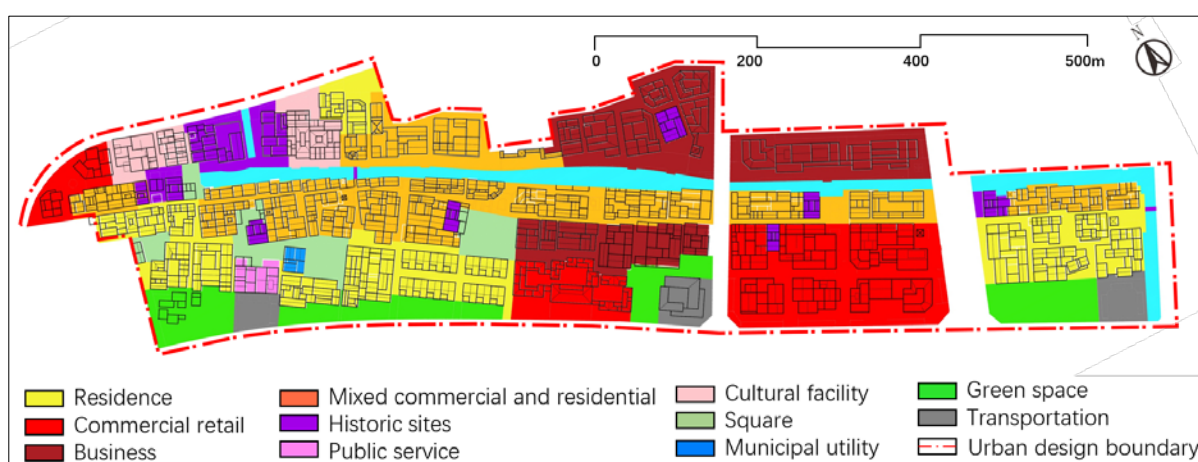 N
0 200 400 500m
Residence
Commercial retail
Business
Mixed commercial and residential
Historic sites
Public service
Cultural facility
Square
Municipal utility
Green space
Transportation
Urban design boundary